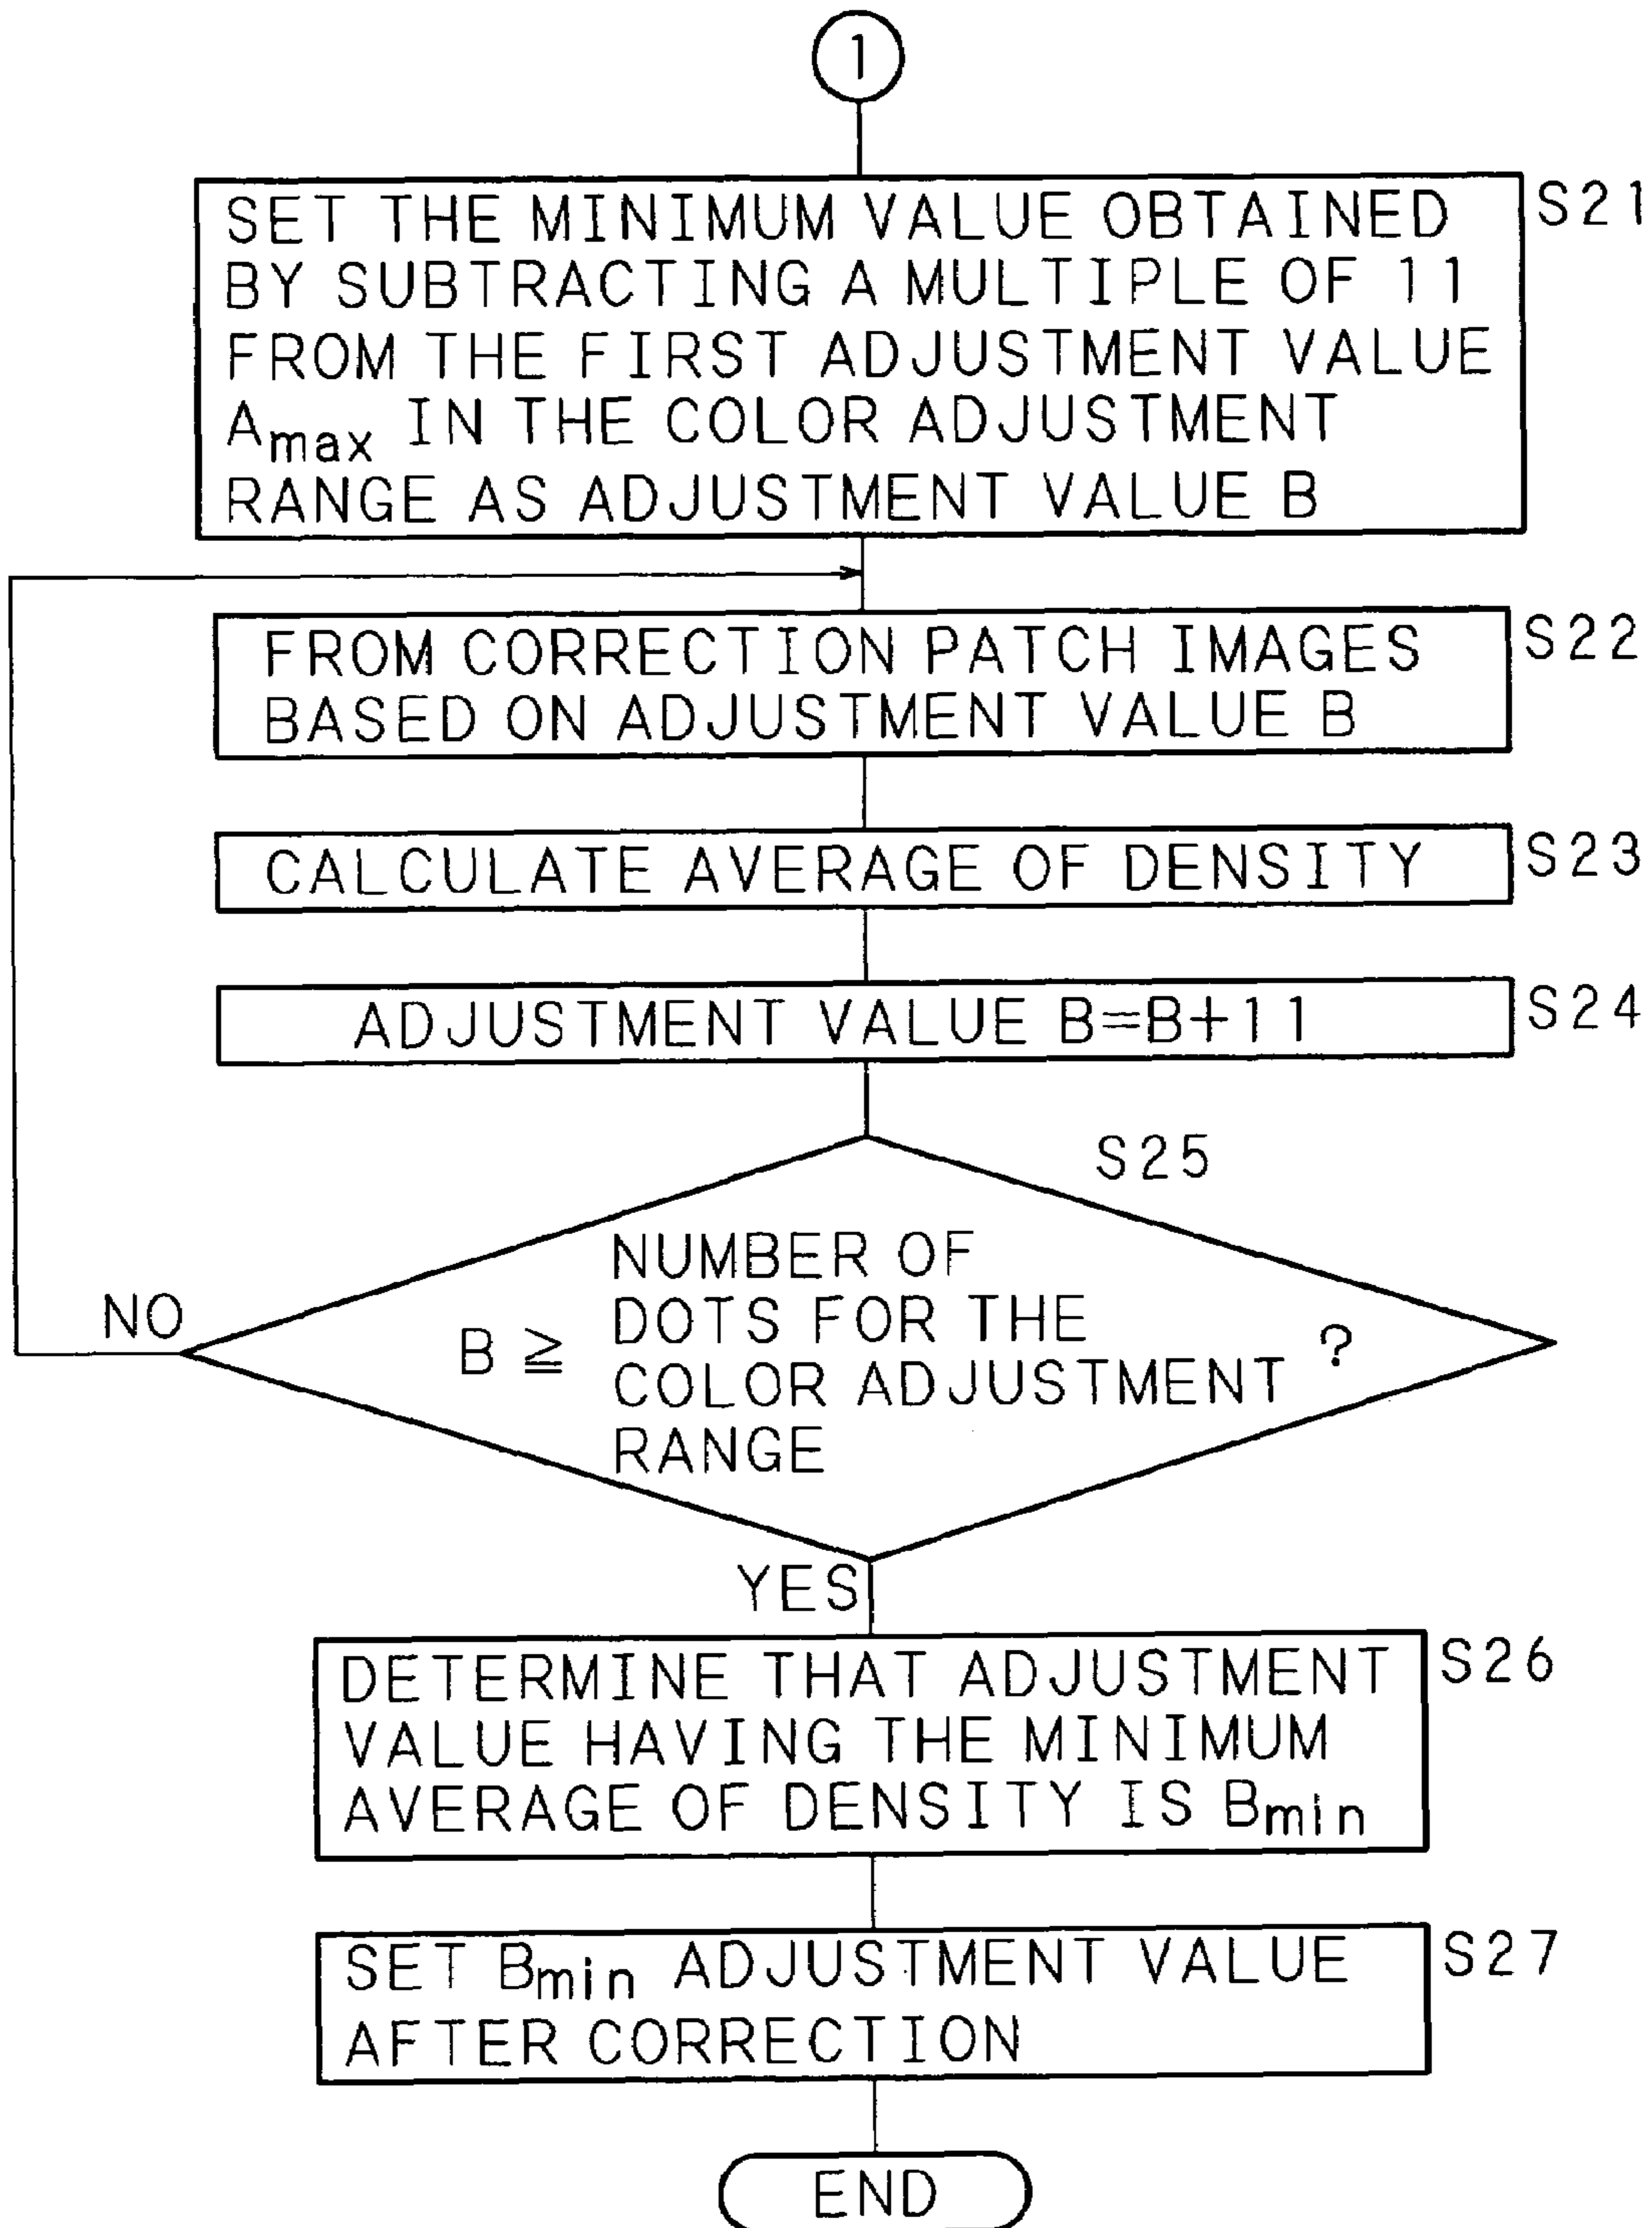 1
SET THE MINIMUM VALUE OBTAINED
BY SUBTRACTING A MULTIPLE OF 11
FROM THE FIRST ADJUSTMENT VALUE
Amax IN THE COLOR ADJUSTMENT
RANGE AS ADJUSTMENT VALUE B
S21
FROM CORRECTION PATCH IMAGES
BASED ON ADJUSTMENT VALUE B
S22
CALCULATE AVERAGE OF DENSITY
S23
ADJUSTMENT VALUE B=B+11
S24
S25
NUMBER OF
DOTS FOR THE
B ≧
COLOR ADJUSTMENT
?
RANGE
NO
YES
DETERMINE THAT ADJUSTMENT
VALUE HAVING THE MINIMUM
AVERAGE OF DENSITY IS Bmin
S26
SET Bmin ADJUSTMENT VALUE
AFTER CORRECTION
S27
END